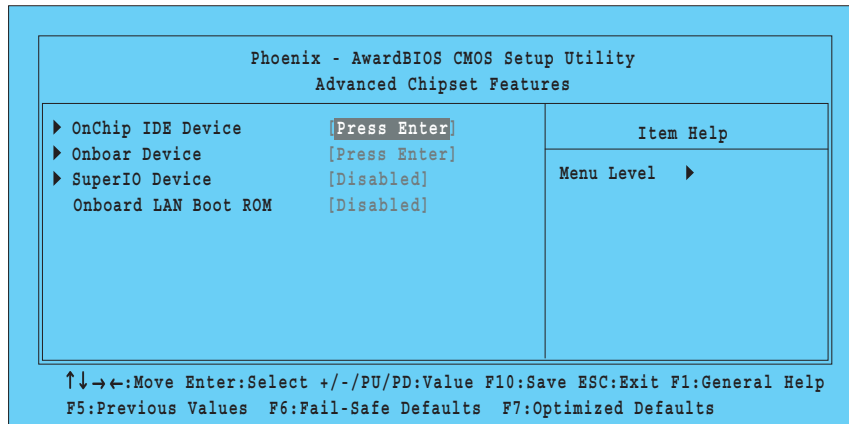 Phoenix - AwardBIOS CMOS Setup Utility
Advanced Chipset Features
OnChip IDE Device [Press Enter]
Onboar Device [Press Enter]
SuperIO Device [Disabled]
Onboard LAN Boot ROM [Disabled]
Item Help
Menu Level
↑↓→←:Move Enter:Select +/-/PU/PD:Value F10:Save ESC:Exit F1:General Help
F5:Previous Values F6:Fail-Safe Defaults F7:Optimized Defaults